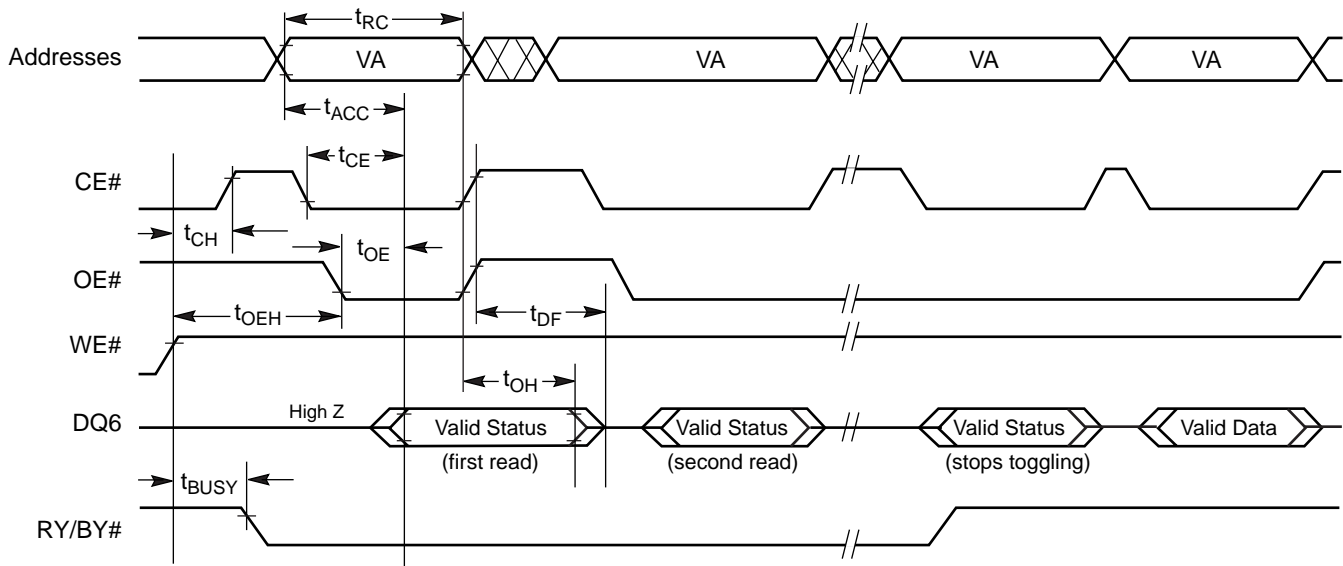 tRC
Addresses VA VA VA VA
tACC
tCE
CE#
tCH tOE
OE#
tOEH tDF
WE#
tOH
High Z
DQ6 Valid Status Valid Status Valid Status Valid Data
(first read) (second read) (stops toggling)
tBUSY
RY/BY#